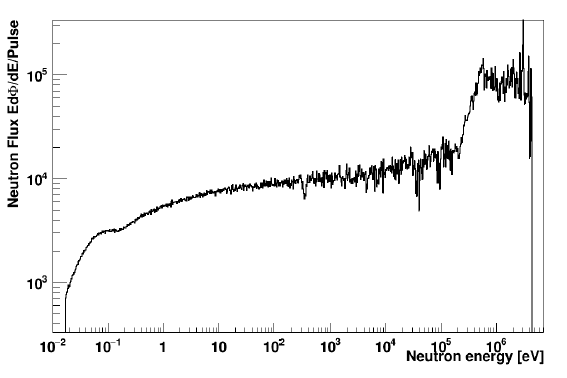 Neutron Flux EdΦ/dE/Pulse
10⁵
10⁴
10³
10⁻² 10⁻¹ 1 10 10² 10³ 10⁴ 10⁵ 10⁶
Neutron energy [eV]